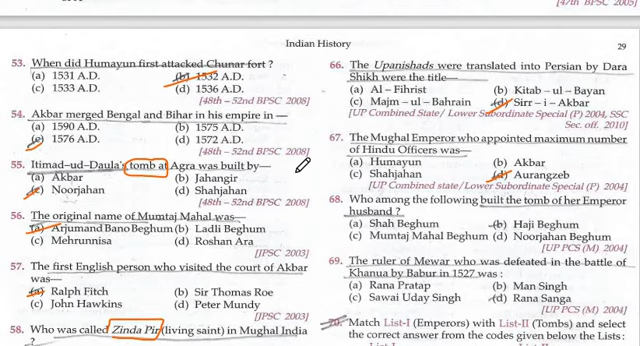 [47th BPSC 2005]
Indian History
29
53. When did Humayun first attacked Chunar fort ?
(a) 1531 A.D. (b) 1532 A.D.
(c) 1533 A.D. (d) 1536 A.D.
[48th – 52nd BPSC 2008]
54. Akbar merged Bengal and Bihar in his empire in —
(a) 1590 A.D. (b) 1575 A.D.
(c) 1576 A.D. (d) 1572 A.D.
[48th – 52nd BPSC 2008]
55. Itimad–ud–Daula's tomb at Agra was built by—
(a) Akbar (b) Jahangir
(c) Noorjahan (d) Shahjahan
[48th – 52nd BPSC 2008]
56. The original name of Mumtaj Mahal was—
(a) Arjumand Bano Beghum (b) Ladli Beghum
(c) Mehrunnisa (d) Roshan Ara
[JPSC 2003]
57. The first English person who visited the court of Akbar
was—
(a) Ralph Fitch (b) Sir Thomas Roe
(c) John Hawkins (d) Peter Mundy
[JPSC 2003]
58. Who was called Zinda Pir (living saint) in Mughal India
?
66. The Upanishads were translated into Persian by Dara
Shikh were the title—
(a) Al – Fihrist (b) Kitab – ul – Bayan
(c) Majm – ul – Bahrain (d) Sirr – i – Akbar
[UP Combined State/ Lower Subordinate Special (P) 2004, SSC
Sec. off. 2010]
67. The Mughal Emperor who appointed maximum number
of Hindu Officers was—
(a) Humayun (b) Akbar
(c) Shahjahan (d) Aurangzeb
[UP Combined state/Lower Subordinate Special (P) 2004]
68. Who among the following built the tomb of her Emperor
husband ?
(a) Shah Beghum (b) Haji Beghum
(c) Mumtaj Mahal Beghum (d) Noorjahan Beghum
[UP PCS (M) 2004]
69. The ruler of Mewar who was defeated in the battle of
Khanua by Babur in 1527 was :
(a) Rana Pratap (b) Man Singh
(c) Sawai Uday Singh (d) Rana Sanga
[UP PCS (M) 2004]
70. Match List-I (Emperors) with List-II (Tombs) and select
the correct answer from the codes given below the Lists :